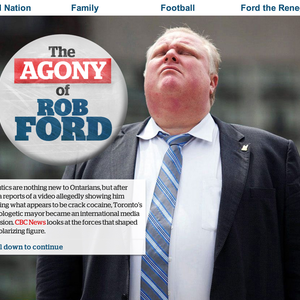 Nation
Family
Football
Ford the Rene
The
AGONY
of
ROB
FORD
tics are nothing new to Ontarians, but after
reports of a video allegedly showing him
ing what appears to be crack cocaine, Toronto's
ologetic mayor became an international media
sion. CBC News looks at the forces that shaped
olarizing figure.
down to continue